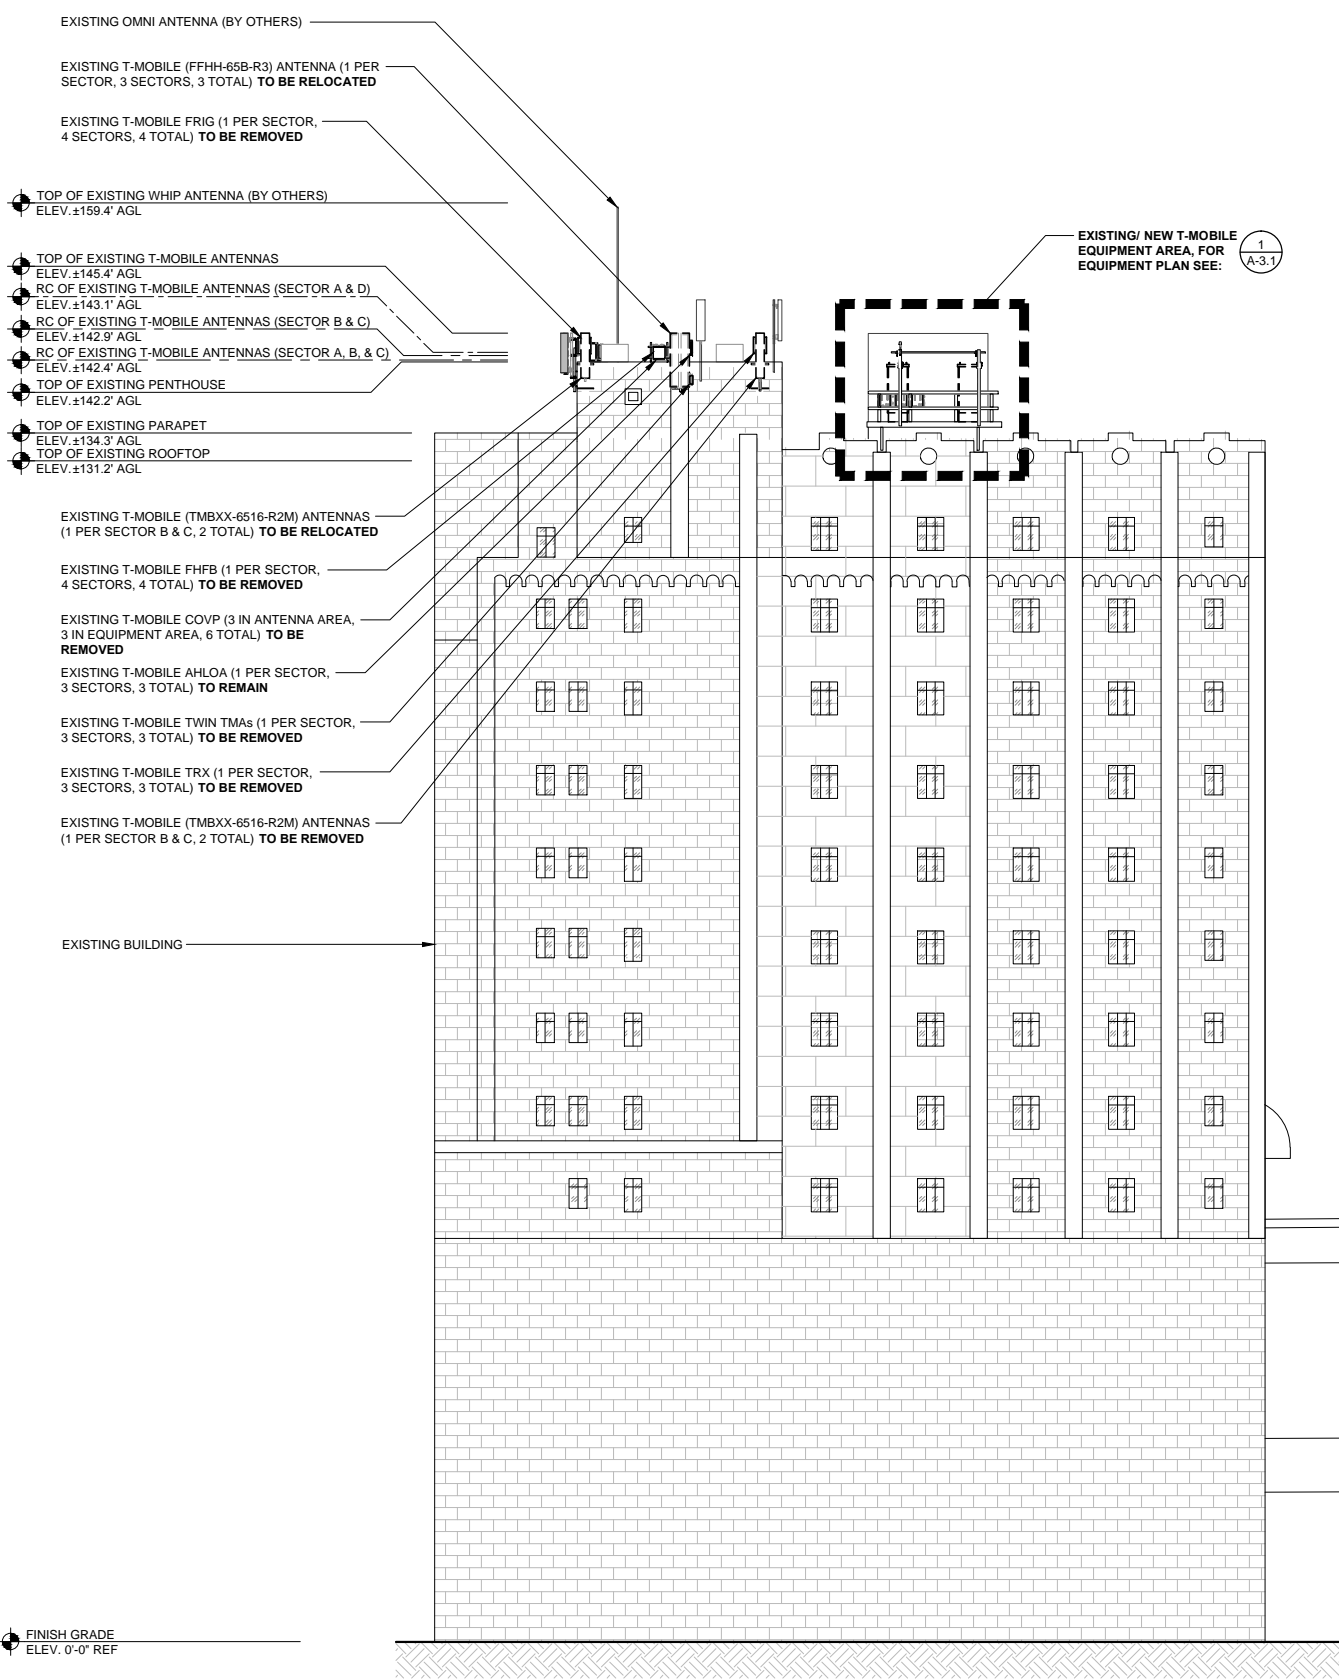 EXISTING OMNI ANTENNA (BY OTHERS)
EXISTING T-MOBILE (FFHH-65B-R3) ANTENNA (1 PER
SECTOR, 3 SECTORS, 3 TOTAL) TO BE RELOCATED
EXISTING T-MOBILE FRIG (1 PER SECTOR,
4 SECTORS, 4 TOTAL) TO BE REMOVED
TOP OF EXISTING WHIP ANTENNA (BY OTHERS)
ELEV.±159.4' AGL
EXISTING/ NEW T-MOBILE
EQUIPMENT AREA, FOR
EQUIPMENT PLAN SEE:
1
A-3.1
TOP OF EXISTING T-MOBILE ANTENNAS
ELEV.±145.4' AGL
RC OF EXISTING T-MOBILE ANTENNAS (SECTOR A & D)
ELEV.±143.1' AGL
RC OF EXISTING T-MOBILE ANTENNAS (SECTOR B & C)
ELEV.±142.9' AGL
RC OF EXISTING T-MOBILE ANTENNAS (SECTOR A, B, & C)
ELEV.±142.4' AGL
TOP OF EXISTING PENTHOUSE
ELEV.±142.2' AGL
TOP OF EXISTING PARAPET
ELEV.±134.3' AGL
TOP OF EXISTING ROOFTOP
ELEV.±131.2' AGL
EXISTING T-MOBILE (TMBXX-6516-R2M) ANTENNAS
(1 PER SECTOR B & C, 2 TOTAL) TO BE RELOCATED
EXISTING T-MOBILE FHFB (1 PER SECTOR,
4 SECTORS, 4 TOTAL) TO BE REMOVED
EXISTING T-MOBILE COVP (3 IN ANTENNA AREA,
3 IN EQUIPMENT AREA, 6 TOTAL) TO BE
REMOVED
EXISTING T-MOBILE AHLOA (1 PER SECTOR,
3 SECTORS, 3 TOTAL) TO REMAIN
EXISTING T-MOBILE TWIN TMAs (1 PER SECTOR,
3 SECTORS, 3 TOTAL) TO BE REMOVED
EXISTING T-MOBILE TRX (1 PER SECTOR,
3 SECTORS, 3 TOTAL) TO BE REMOVED
EXISTING T-MOBILE (TMBXX-6516-R2M) ANTENNAS
(1 PER SECTOR B & C, 2 TOTAL) TO BE REMOVED
EXISTING BUILDING
FINISH GRADE
ELEV. 0'-0" REF